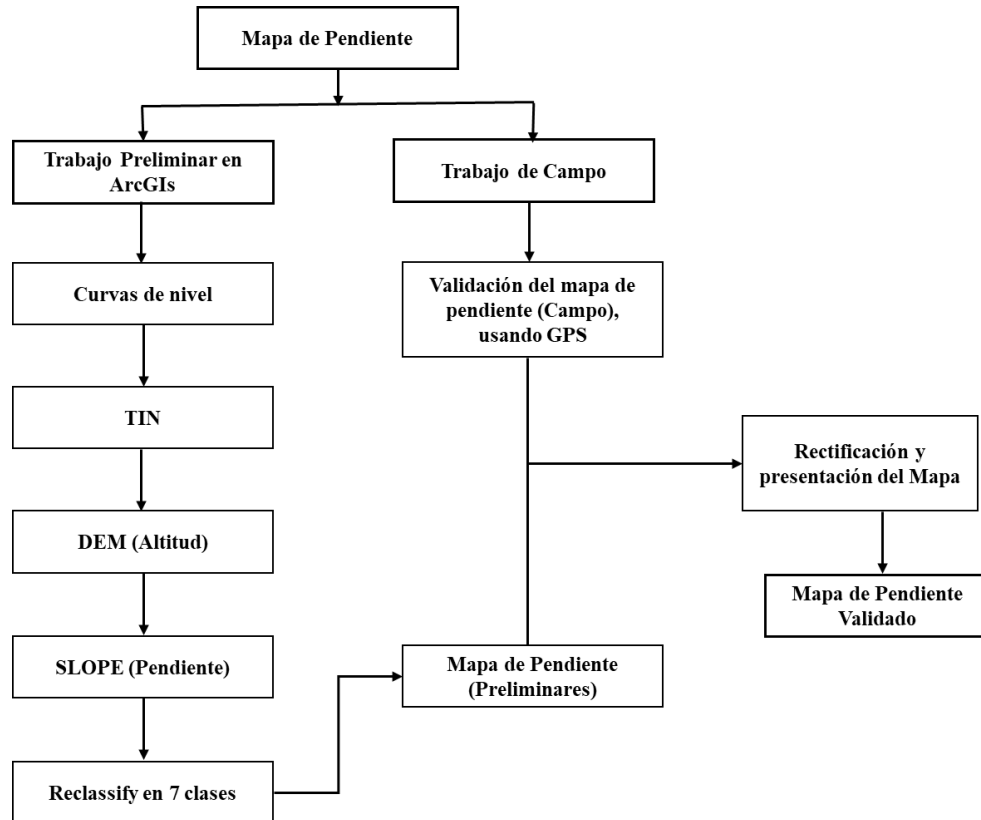 Mapa de Pendiente
Trabajo Preliminar en
ArcGIs
Trabajo de Campo
Curvas de nivel
Validación del mapa de
pendiente (Campo),
usando GPS
TIN
Rectificación y
presentación del Mapa
DEM (Altitud)
Mapa de Pendiente
Validado
SLOPE (Pendiente)
Mapa de Pendiente
(Preliminares)
Reclassify en 7 clases